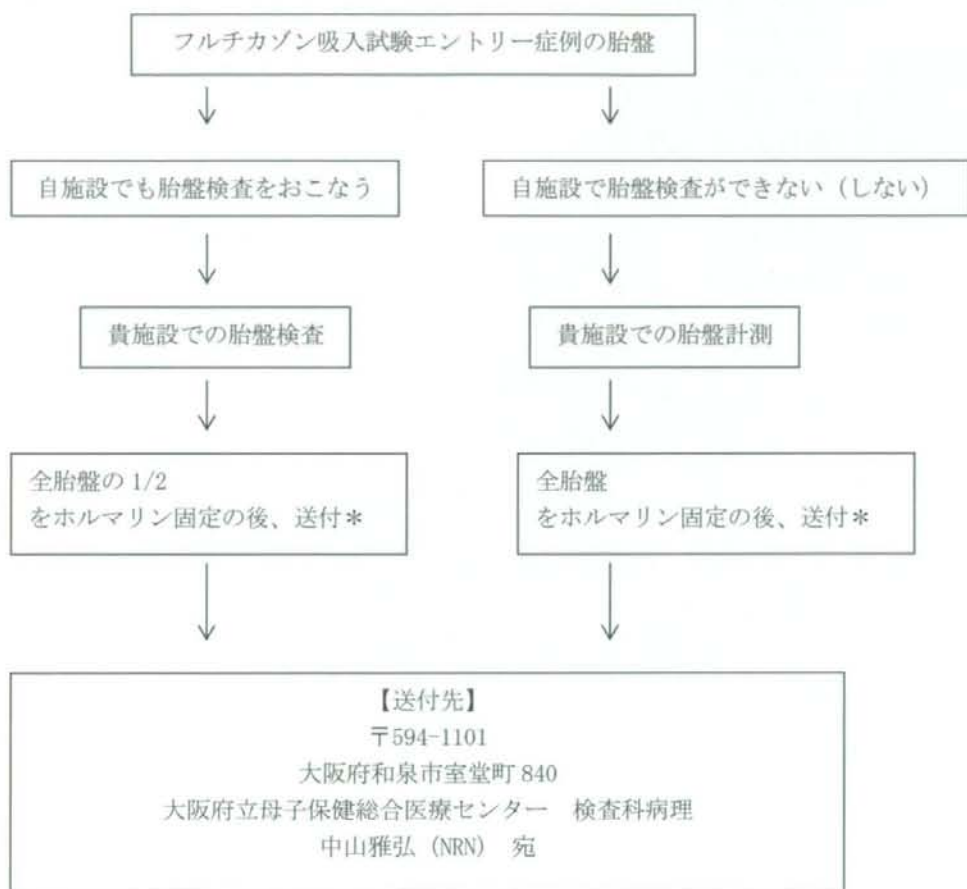 フルチカゾン吸入試験エントリー症例の胎盤
自施設でも胎盤検査をおこなう
自施設で胎盤検査ができない（しない）
貴施設での胎盤検査
貴施設での胎盤計測
全胎盤の 1/2
をホルマリン固定の後、送付＊
全胎盤
をホルマリン固定の後、送付＊
【送付先】
〒594-1101
大阪府和泉市室堂町 840
大阪府立母子保健総合医療センター　検査科病理
中山雅弘（NRN）　宛